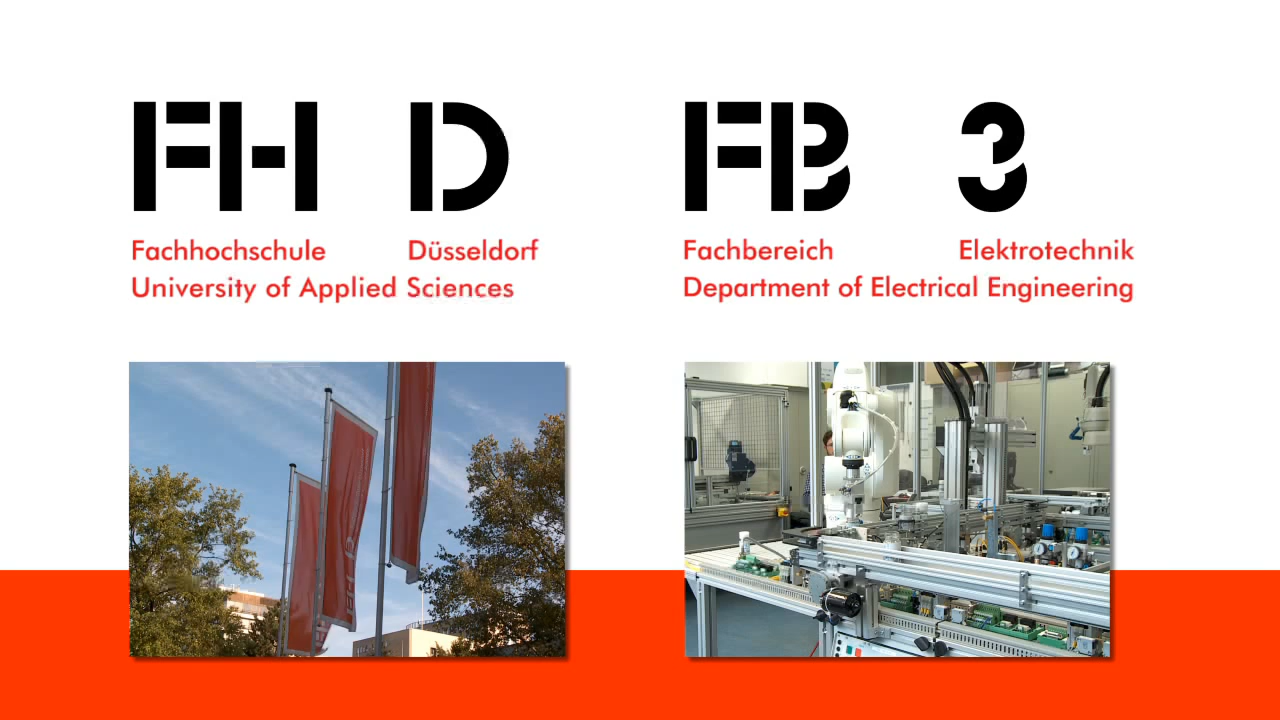 FH D
Fachhochschule Düsseldorf
University of Applied Sciences
FB 3
Fachbereich Elektrotechnik
Department of Electrical Engineering